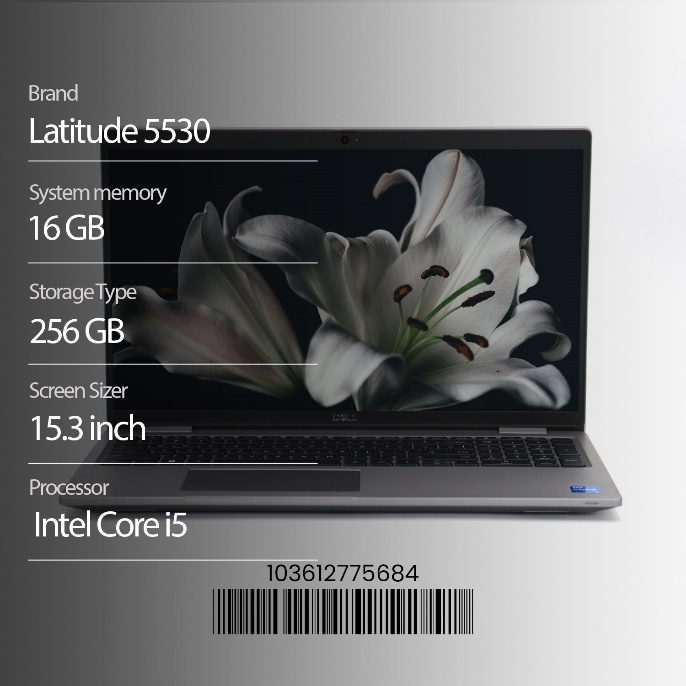 Brand
Latitude 5530
System memory
16 GB
Storage Type
256 GB
Screen Sizer
15.3 inch
DELL
Processor
Intel Core i5
103612775684